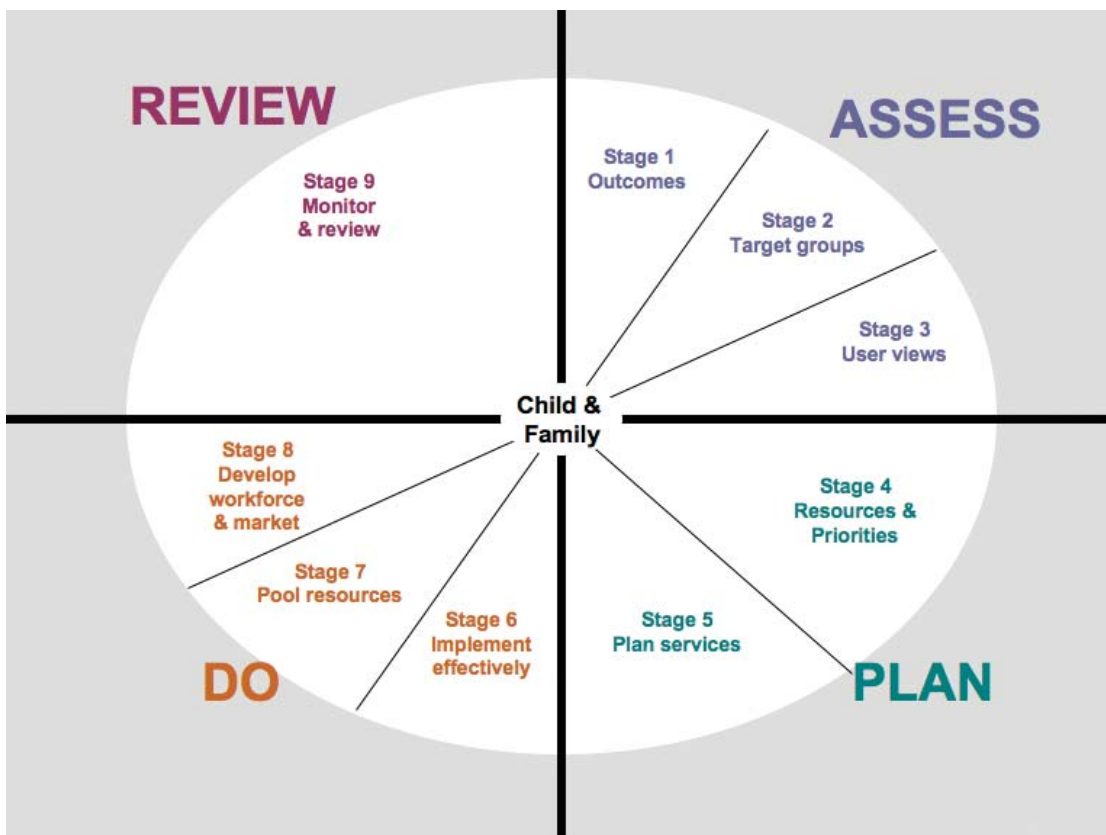 REVIEW
ASSESS
Stage 1
Outcomes
Stage 2
Target groups
Stage 3
User views
Stage 9
Monitor
& review
Child &
Family
Stage 4
Resources &
Priorities
Stage 5
Plan services
PLAN
Stage 6
Implement
effectively
Stage 7
Pool resources
Stage 8
Develop
workforce
& market
DO